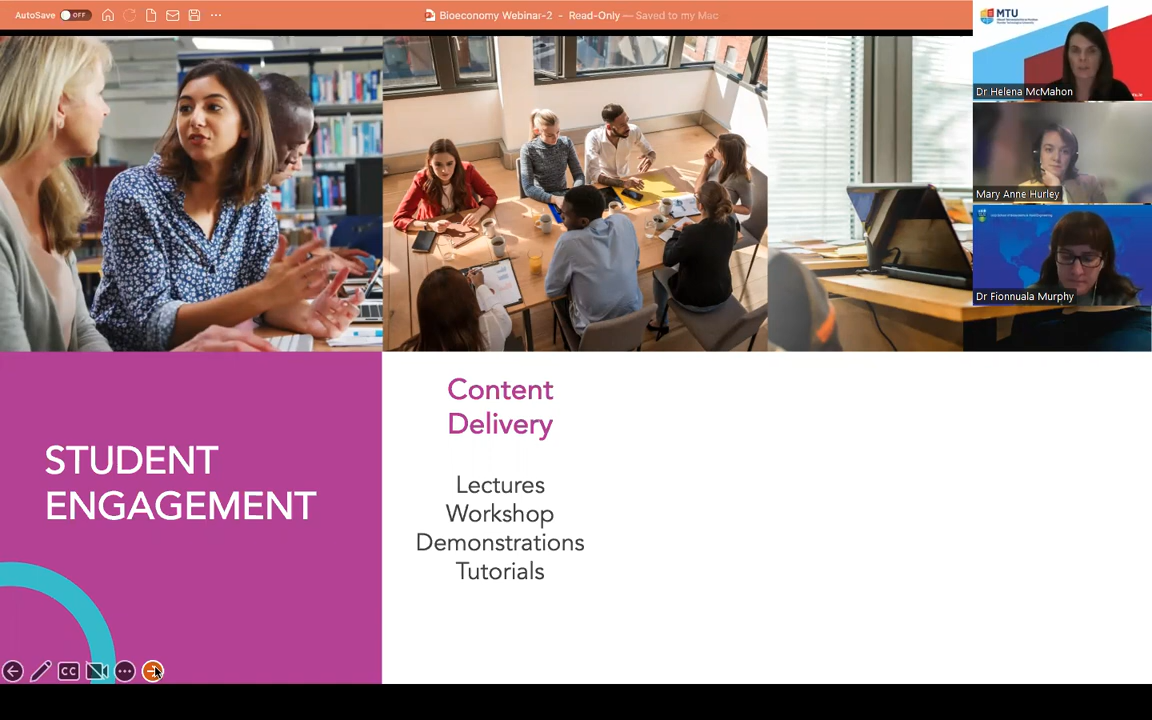 AutoSave OFF
Bioeconomy Webinar-2 - Read-Only — Saved to my Mac
MTU
Dr Helena McMahon
Mary Anne Hurley
Dr Fionnuala Murphy
STUDENT
ENGAGEMENT
Content
Delivery
Lectures
Workshop
Demonstrations
Tutorials
CC